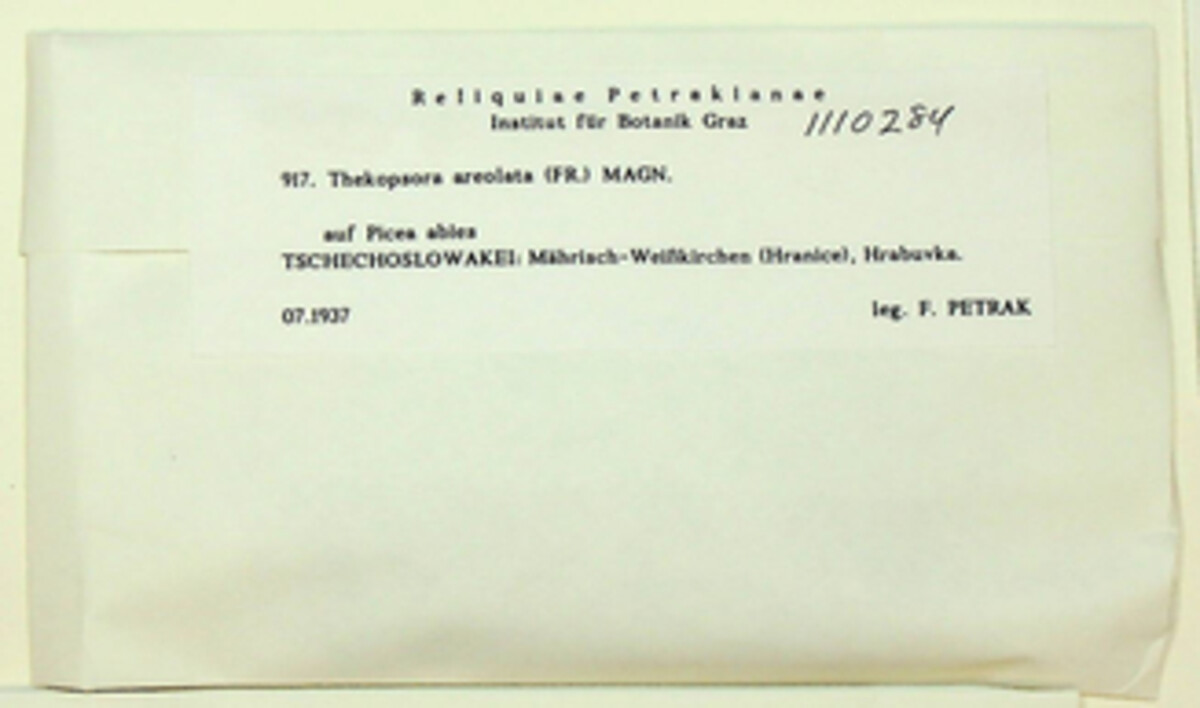 Reliquiae Petrakianae
Institut für Botanik Graz 1110284
917. Thekopsora areolata (FR.) MAGN.
auf Picea abies
TSCHECHOSLOWAKEI: Mährisch-Weißkirchen (Hranice), Hrabuvka.
07.1937 leg. F. PETRAK